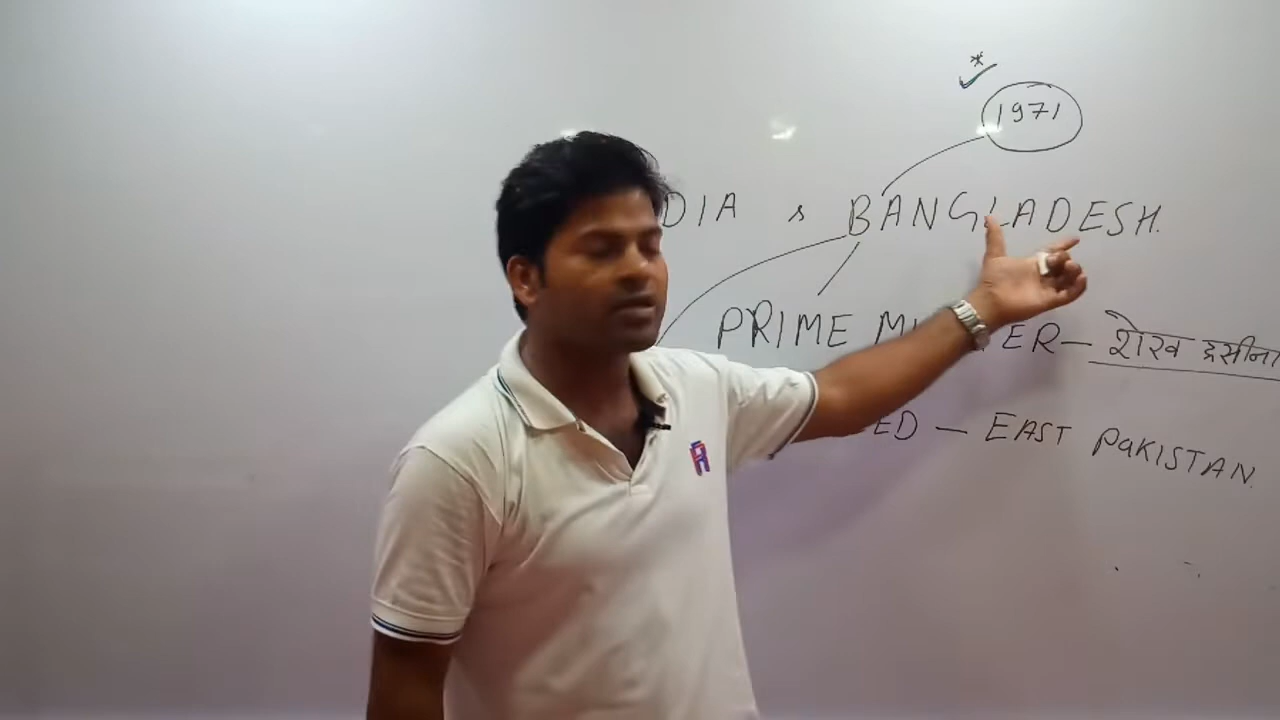 *
1971
DIA & BANGLADESH.
PRIME M ER — शेख हसीना
ED — EAST PAKISTAN.